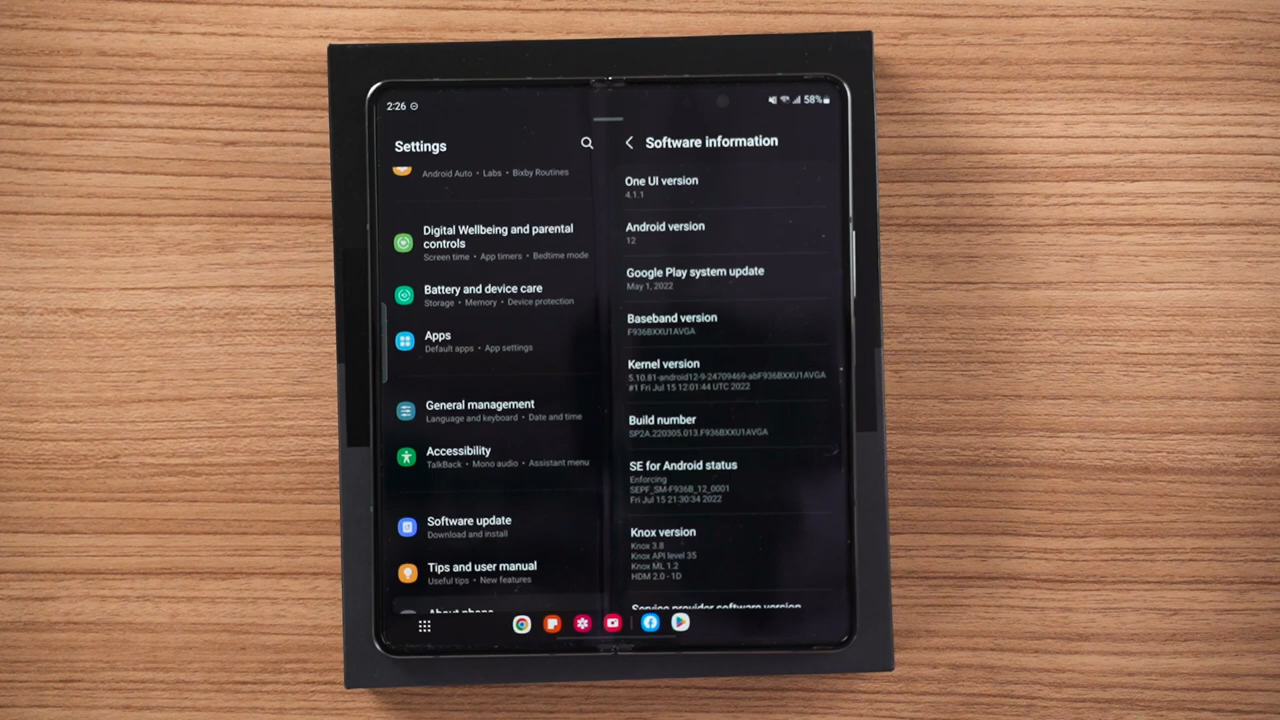 2:26
58%
Settings
Android Auto • Labs • Bixby Routines
Digital Wellbeing and parental
controls
Screen time • App timers • Bedtime mode
Battery and device care
Storage • Memory • Device protection
Apps
Default apps • App settings
General management
Language and keyboard • Date and time
Accessibility
TalkBack • Mono audio • Assistant menu
Software update
Download and install
Tips and user manual
Useful tips • New features
About phone
Software information
One UI version
4.1.1
Android version
12
Google Play system update
May 1, 2022
Baseband version
F936BXXU1AVGA
Kernel version
5.10.81-android12-9-24709469-abF936BXXU1AVGA
#1 Fri Jul 15 12:01:44 UTC 2022
Build number
SP2A.220305.013.F936BXXU1AVGA
SE for Android status
Enforcing
SEPF_SM-F936B_12_0001
Fri Jul 15 21:30:34 2022
Knox version
Knox 3.8
Knox API level 35
Knox ML 1.2
HDM 2.0 - 1D
Service provider software version